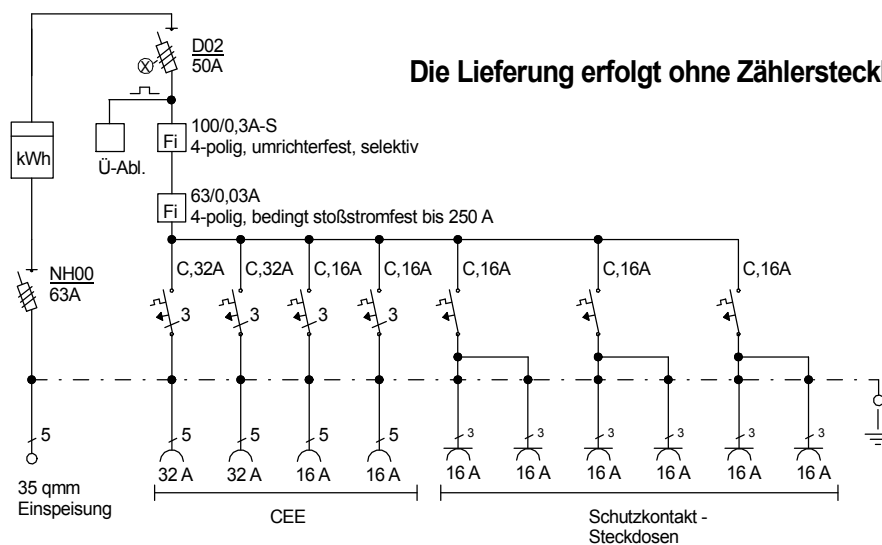 D02
50A
Die Lieferung erfolgt ohne
kWh
Ü-Abl.
Fi
100/0,3A-S
4-polig, umrichterfest, selektiv
Fi
63/0,03A
4-polig, bedingt stoßstromfest bis 250 A
NH00
63A
C,32A
C,32A
C,16A
C,16A
C,16A
C,16A
C,16A
3
3
3
3
5
5
5
5
5
3
3
3
3
3
3
32 A
32 A
16 A
16 A
16 A
16 A
16 A
16 A
16 A
16 A
35 qmm
Einspeisung
CEE
Schutzkontakt -
Steckdosen